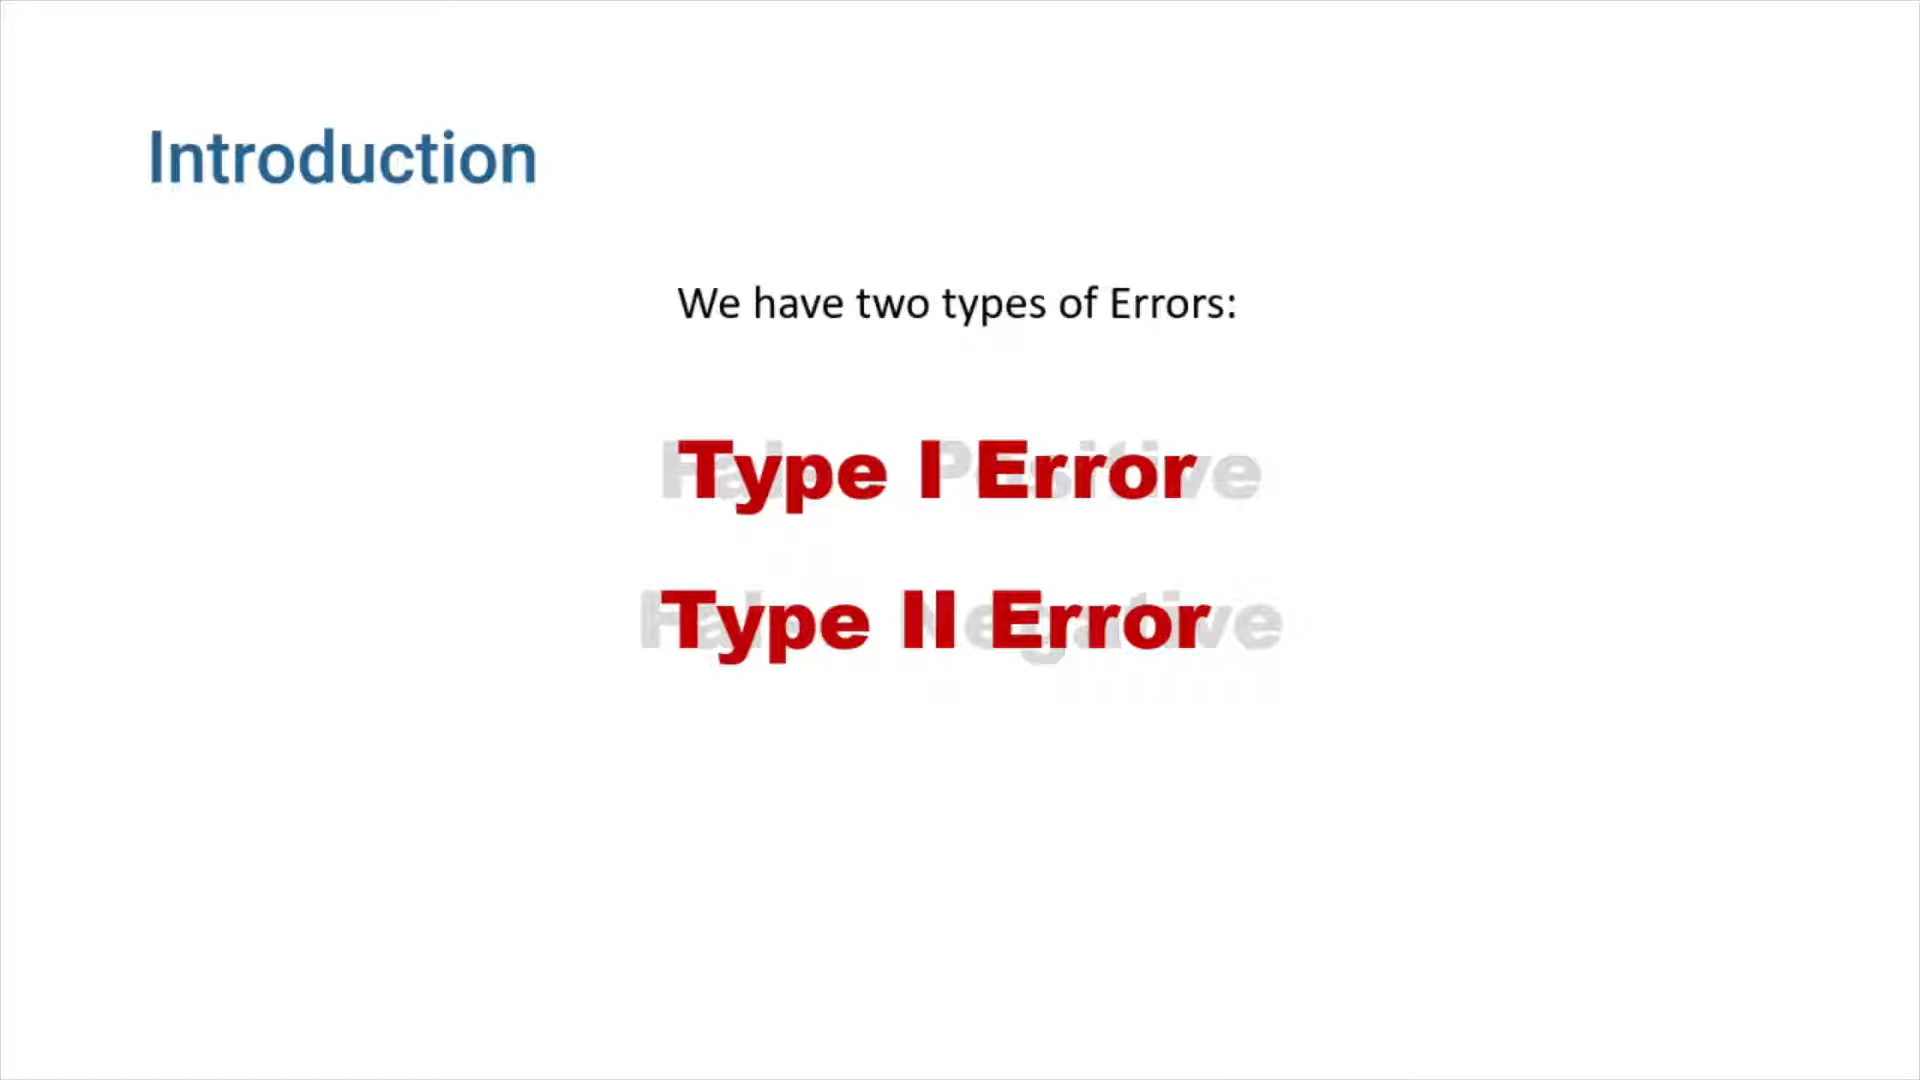 Introduction
We have two types of Errors:
Type I Error
Type II Error